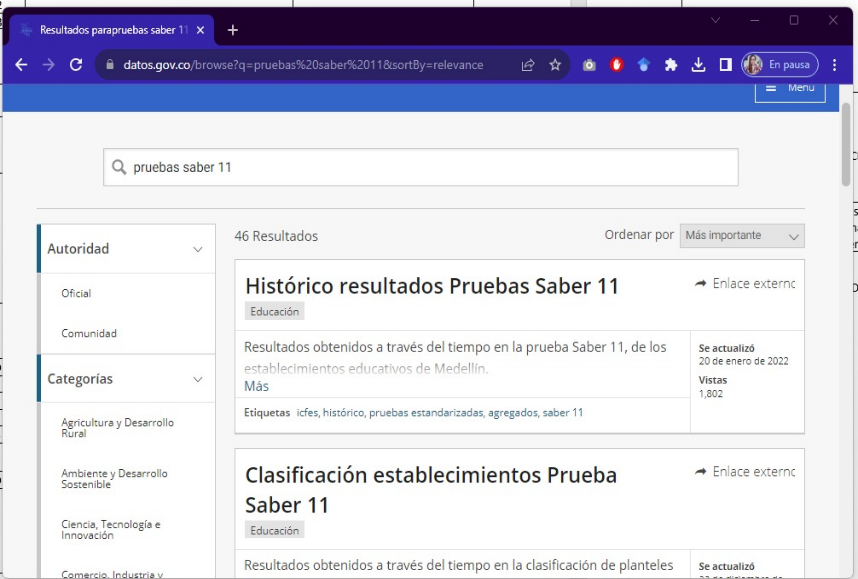 Resultados parapruebas saber 11
datos.gov.co/browse?q=pruebas%20saber%2011&sortBy=relevance
En pausa
Menú
pruebas saber 11
46 Resultados
Ordenar por
Más importante
Autoridad
Oficial
Comunidad
Categorías
Agricultura y Desarrollo
Rural
Ambiente y Desarrollo
Sostenible
Ciencia, Tecnología e
Innovación
Comercio, Industria y
Histórico resultados Pruebas Saber 11
Enlace externo
Educación
Resultados obtenidos a través del tiempo en la prueba Saber 11, de los
establecimientos educativos de Medellín.
Más
Etiquetas icfes, histórico, pruebas estandarizadas, agregados, saber 11
Se actualizó
20 de enero de 2022
Vistas
1,802
Clasificación establecimientos Prueba
Saber 11
Enlace externo
Educación
Resultados obtenidos a través del tiempo en la clasificación de planteles
Se actualizó